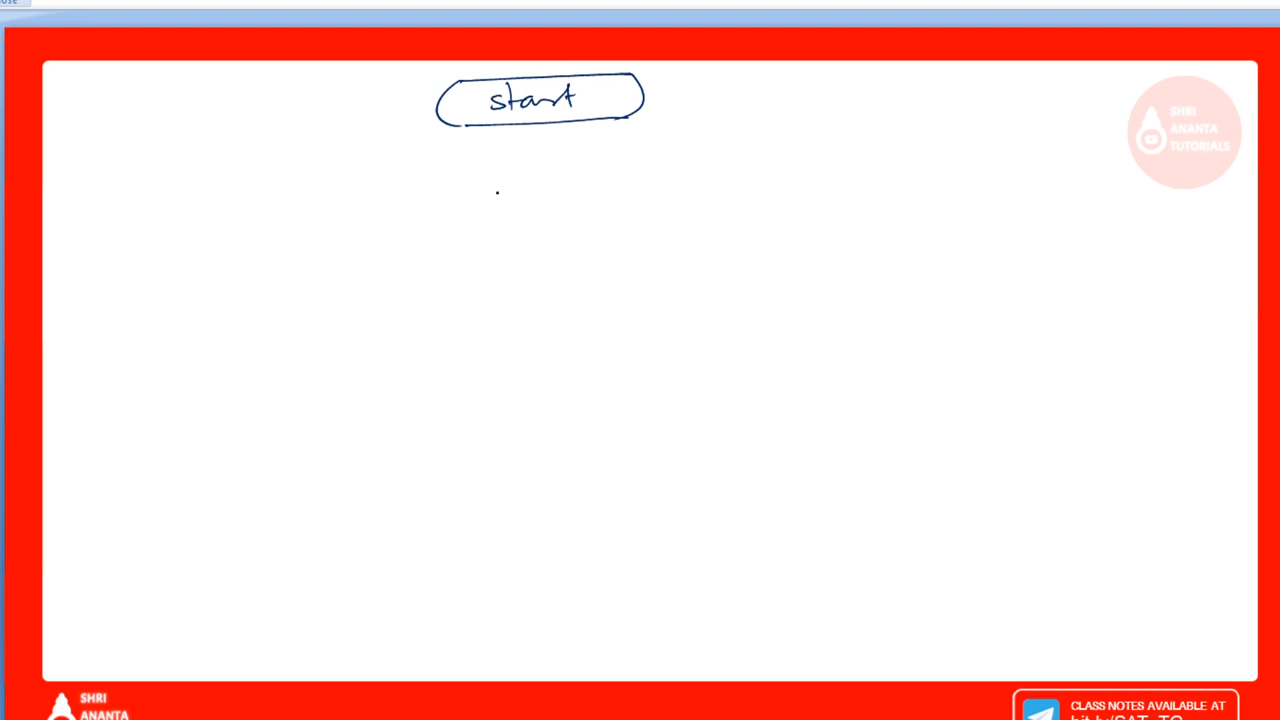 start
SHRI
ANANTA
TUTORIALS
SHRI
ANANTA
CLASS NOTES AVAILABLE AT